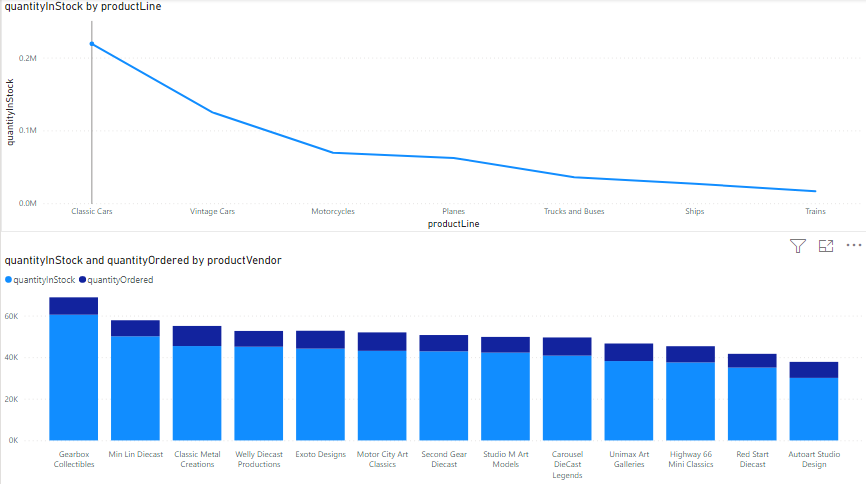 quantityInStock by productLine
quantityInStock
0.2M
0.1M
0.0M
Classic Cars Vintage Cars Motorcycles Planes Trucks and Buses Ships Trains
productLine
quantityInStock and quantityOrdered by productVendor
quantityInStock quantityOrdered
60K
40K
20K
0K
Gearbox Min Lin Diecast Classic Metal Welly Diecast Exoto Designs Motor City Art Second Gear Studio M Art Carousel Unimax Art Highway 66 Red Start Autoart Studio
Collectibles Creations Productions Classics Diecast Models DieCast Galleries Mini Classics Diecast Design
Legends